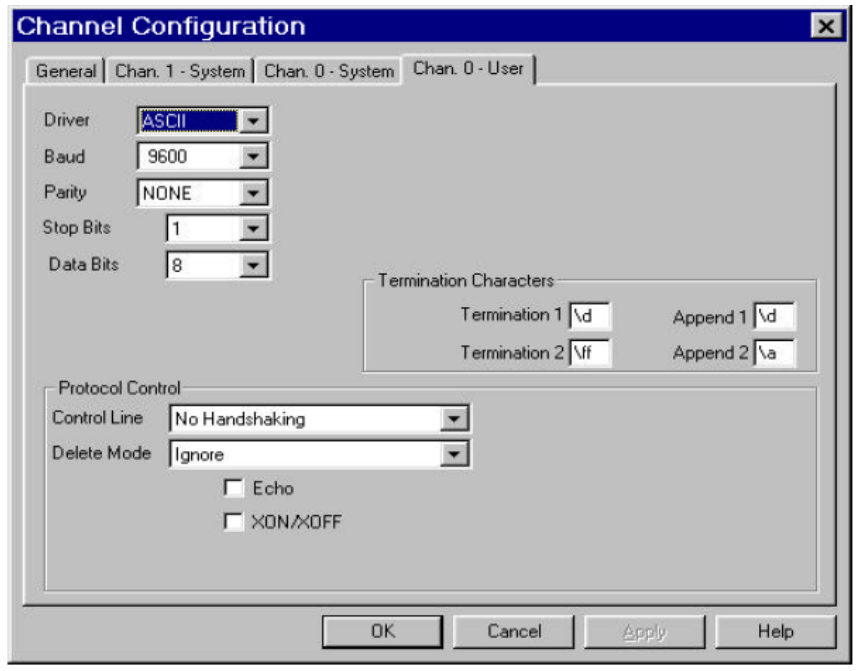 Channel Configuration
General Chan. 1 - System Chan. 0 - System Chan. 0 - User
Driver ASCII
Baud 9600
Parity NONE
Stop Bits 1
Data Bits 8
Termination Characters
Termination 1 \d Append 1 \d
Termination 2 \ff Append 2 \a
Protocol Control
Control Line No Handshaking
Delete Mode Ignore
Echo
XON/XOFF
OK Cancel Apply Help